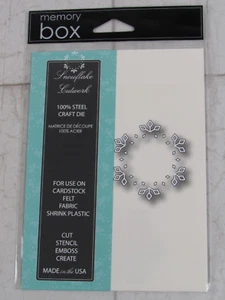 memory
box
Snowflake
Cutwork
100% STEEL
CRAFT DIE
MATRICE DE DÉCOUPE
100% ACIER
FOR USE ON
CARDSTOCK
FELT
FABRIC
SHRINK PLASTIC
CUT
STENCIL
EMBOSS
CREATE
MADE in the USA